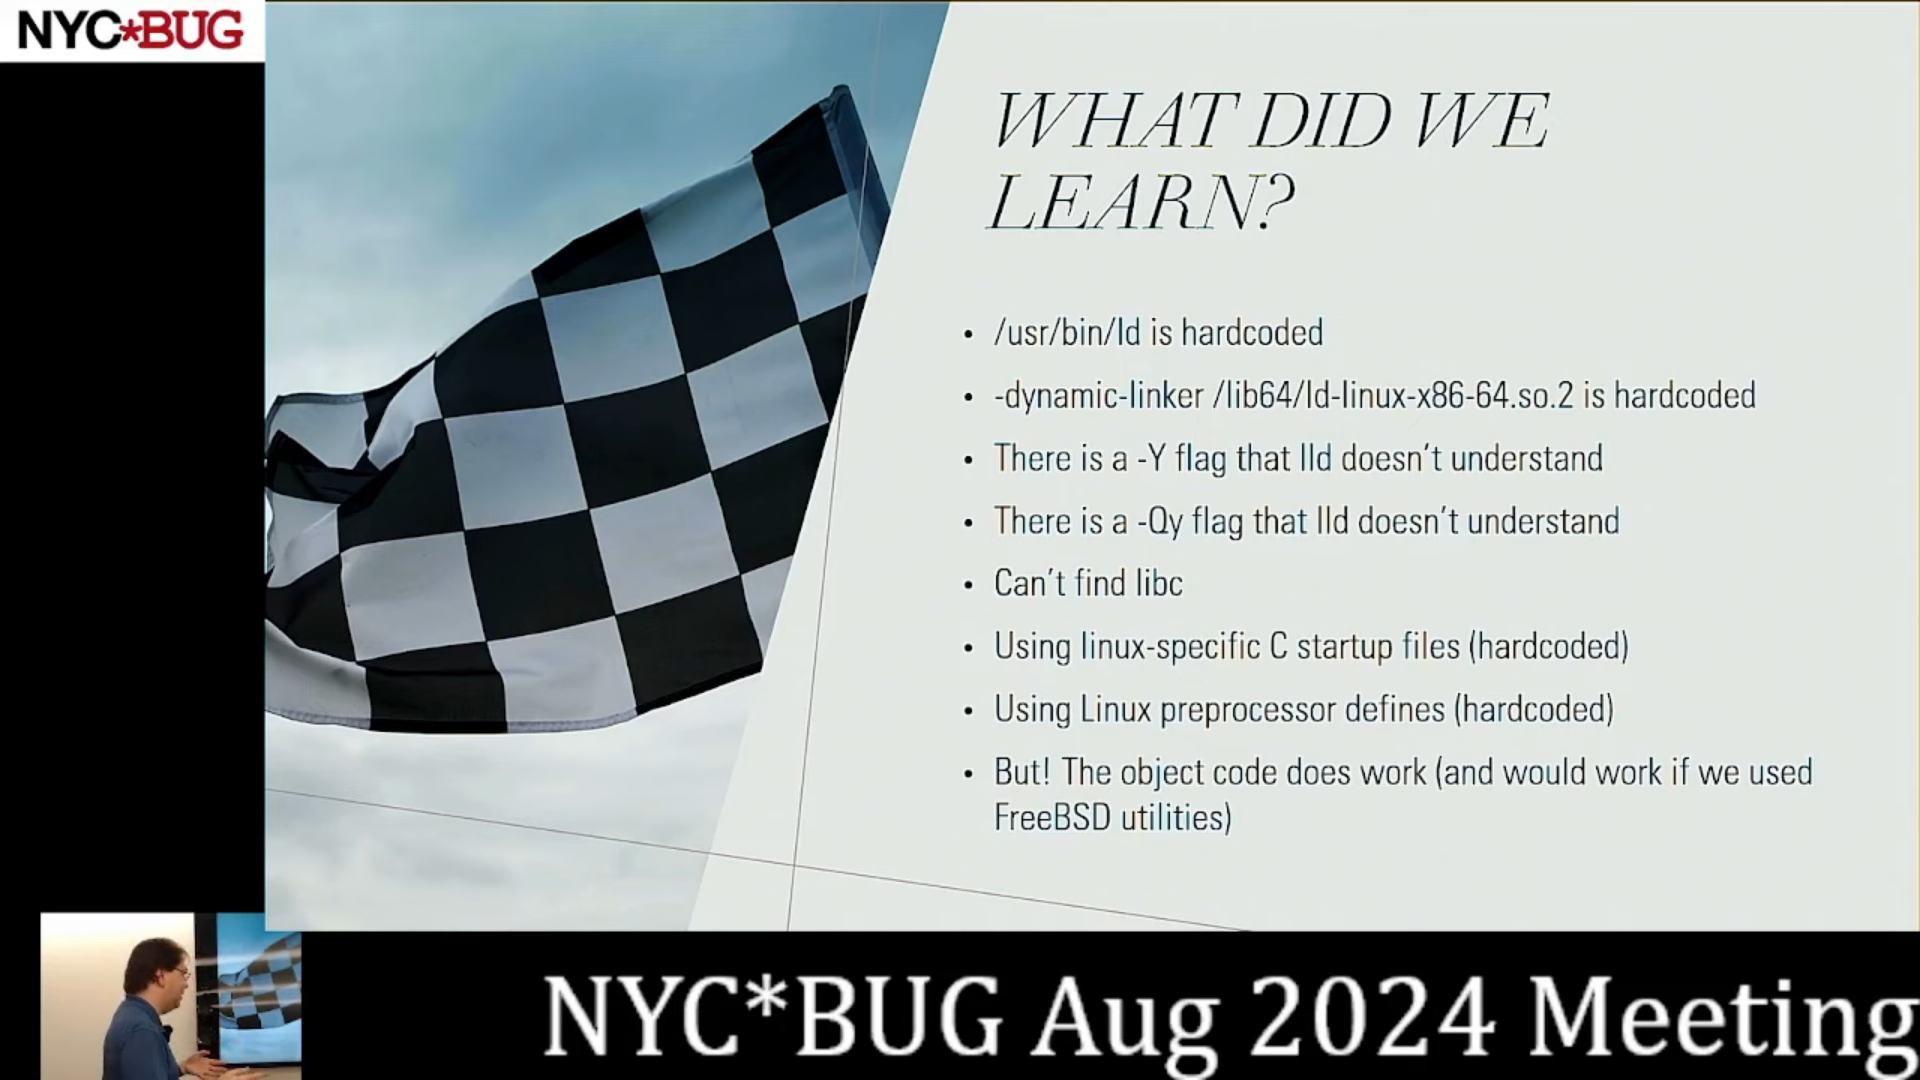 NYC*BUG
WHAT DID WE
LEARN?
• /usr/bin/ld is hardcoded
• -dynamic-linker /lib64/ld-linux-x86-64.so.2 is hardcoded
• There is a -Y flag that lld doesn’t understand
• There is a -Qy flag that lld doesn’t understand
• Can’t find libc
• Using linux-specific C startup files (hardcoded)
• Using Linux preprocessor defines (hardcoded)
• But! The object code does work (and would work if we used
FreeBSD utilities)
NYC*BUG Aug 2024 Meeting